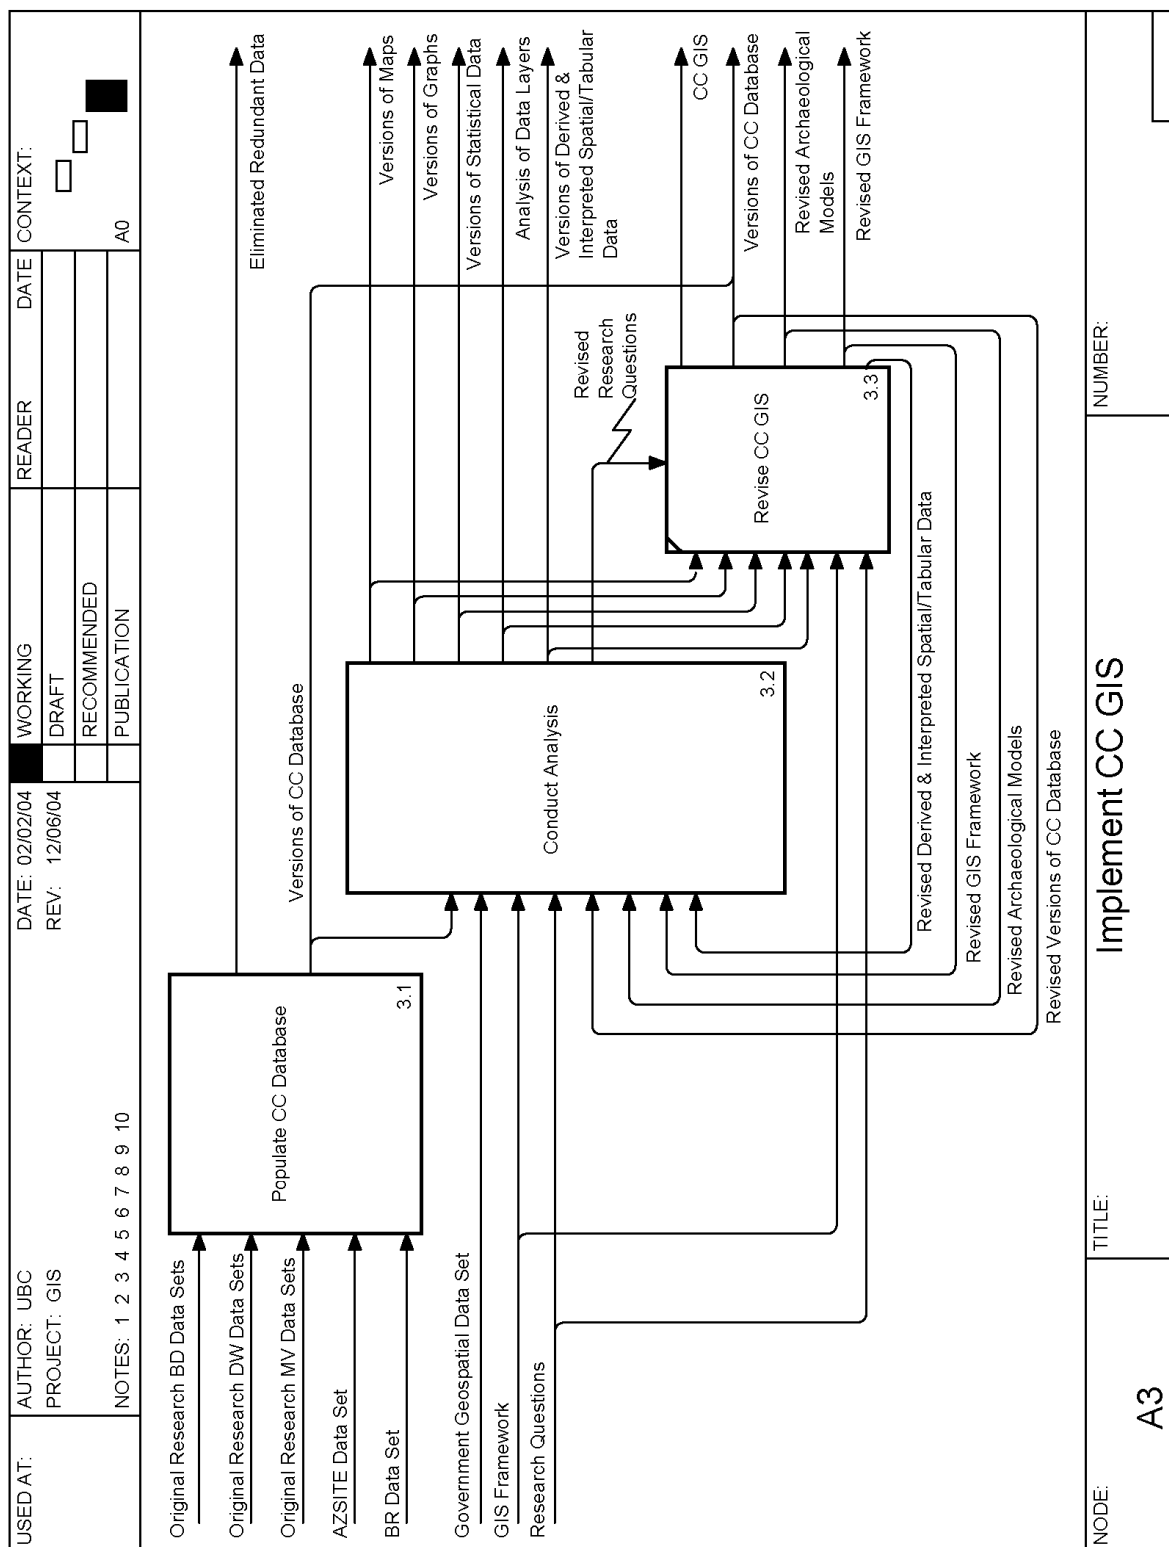 USED AT:
AUTHOR: UBC
PROJECT: GIS
NOTES: 1 2 3 4 5 6 7 8 9 10
DATE: 02/02/04
REV: 12/06/04
WORKING
DRAFT
RECOMMENDED
PUBLICATION
READER
DATE
CONTEXT:
A0
Original Research BD Data Sets
Original Research DW Data Sets
Original Research MV Data Sets
AZSITE Data Set
BR Data Set
Government Geospatial Data Set
GIS Framework
Research Questions
Populate CC Database
3.1
Versions of CC Database
Conduct Analysis
3.2
Revised
Research
Questions
Revise CC GIS
3.3
Eliminated Redundant Data
Versions of Maps
Versions of Graphs
Versions of Statistical Data
Analysis of Data Layers
Versions of Derived &
Interpreted Spatial/Tabular
Data
CC GIS
Versions of CC Database
Revised Archaeological
Models
Revised GIS Framework
Revised Derived & Interpreted Spatial/Tabular Data
Revised GIS Framework
Revised Archaeological Models
Revised Versions of CC Database
NODE:
A3
TITLE:
Implement CC GIS
NUMBER: